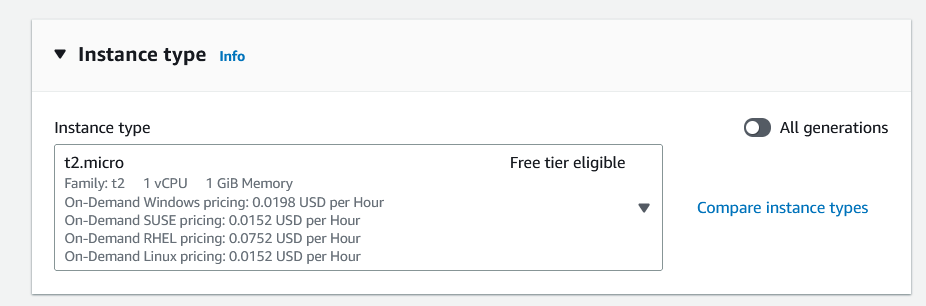 Instance type Info
Instance type
All generations
t2.micro Free tier eligible
Family: t2 1 vCPU 1 GiB Memory
On-Demand Windows pricing: 0.0198 USD per Hour
On-Demand SUSE pricing: 0.0152 USD per Hour
On-Demand RHEL pricing: 0.0752 USD per Hour
On-Demand Linux pricing: 0.0152 USD per Hour
Compare instance types